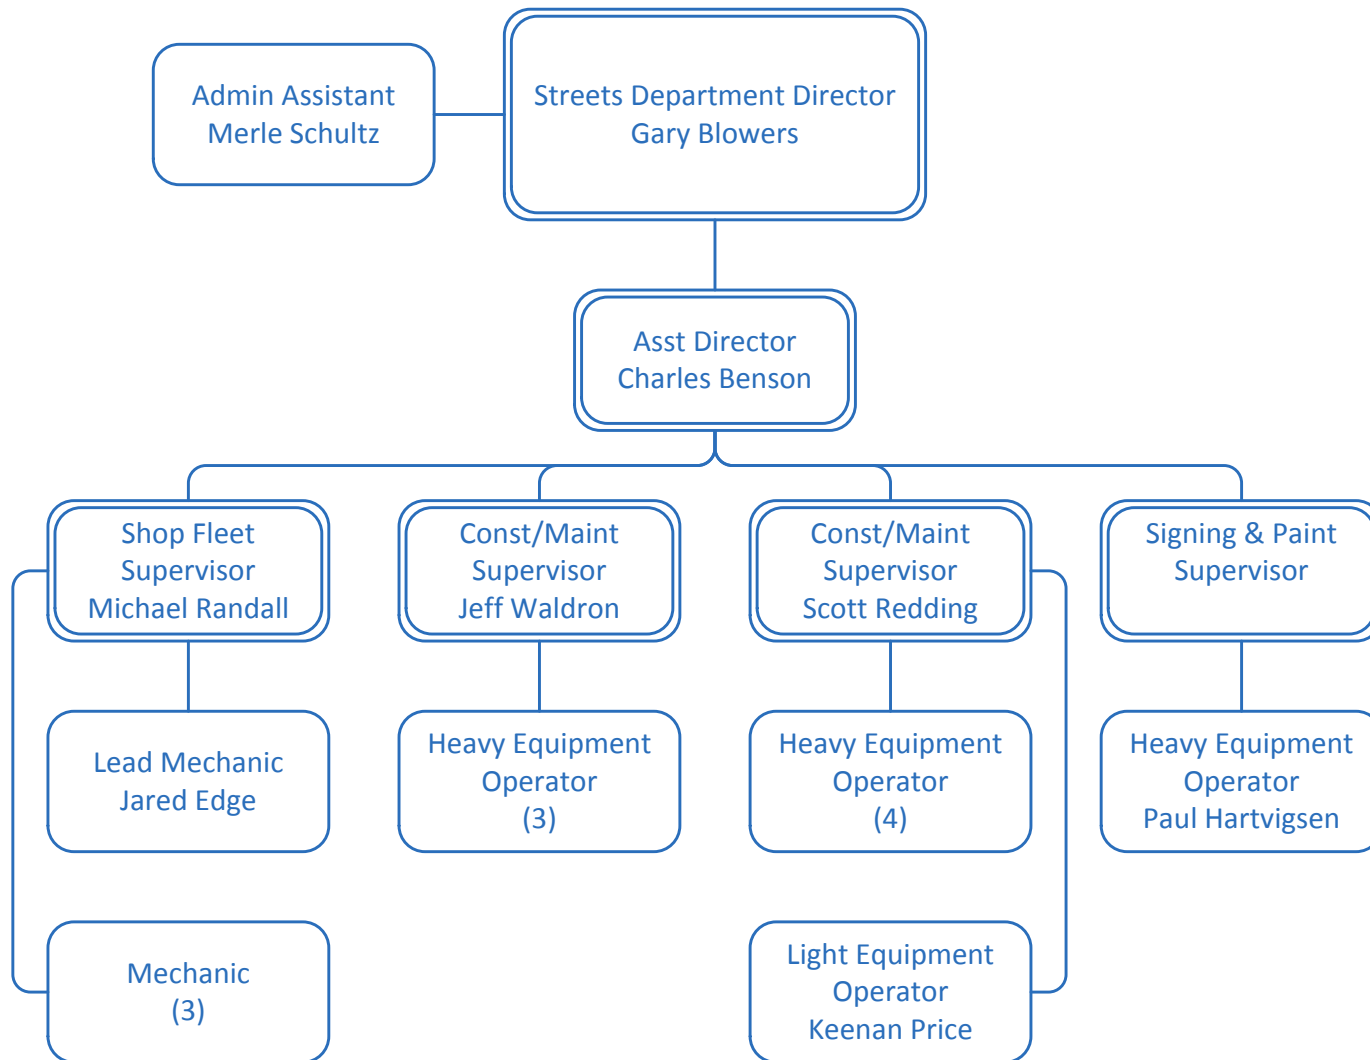 Admin Assistant
Merle Schultz
Streets Department Director
Gary Blowers
Asst Director
Charles Benson
Shop Fleet
Supervisor
Michael Randall
Const/Maint
Supervisor
Jeff Waldron
Const/Maint
Supervisor
Scott Redding
Signing & Paint
Supervisor
Lead Mechanic
Jared Edge
Heavy Equipment
Operator
(3)
Heavy Equipment
Operator
(4)
Heavy Equipment
Operator
Paul Hartvigsen
Mechanic
(3)
Light Equipment
Operator
Keenan Price